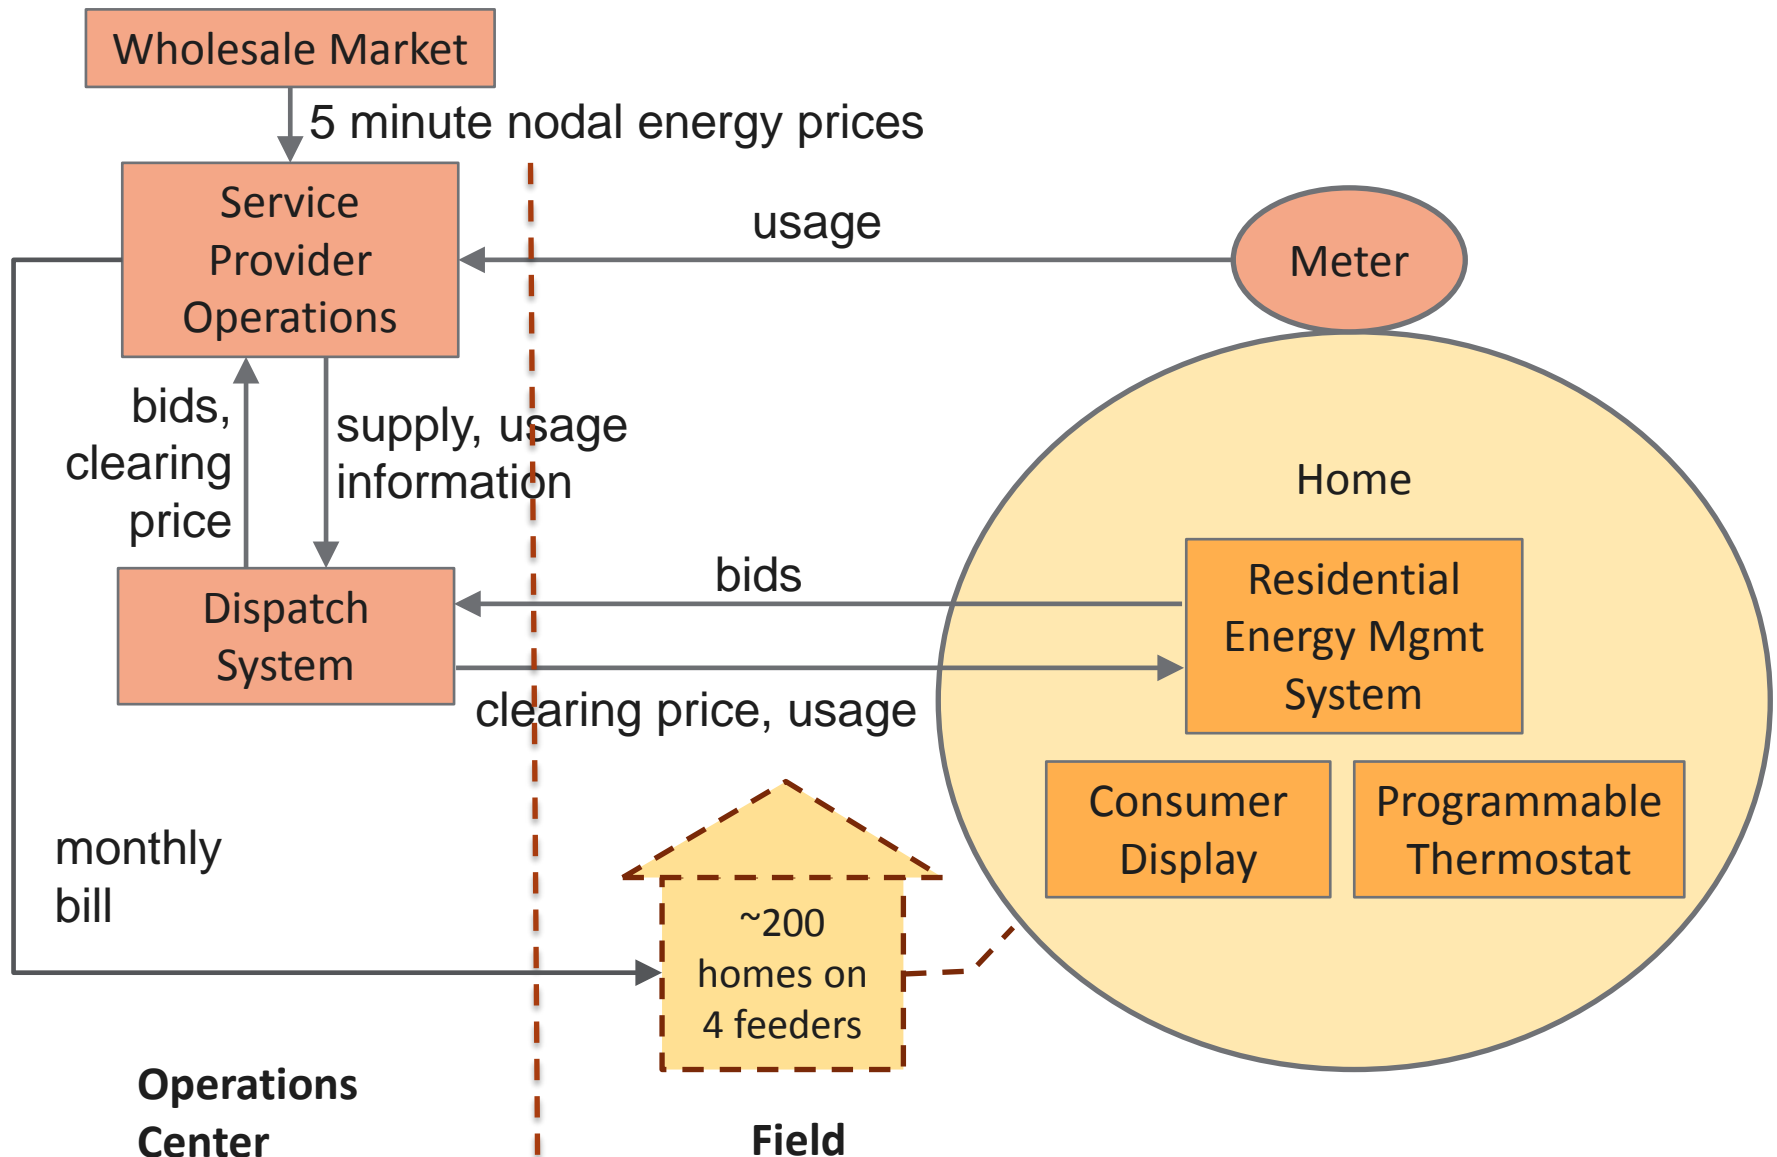 Wholesale Market
5 minute nodal energy prices
Service
Provider
Operations
usage
Meter
bids,
clearing
price
supply, usage
information
Home
Dispatch
System
bids
clearing price, usage
Residential
Energy Mgmt
System
Consumer
Display
Programmable
Thermostat
monthly
bill
~200
homes on
4 feeders
Operations
Center
Field